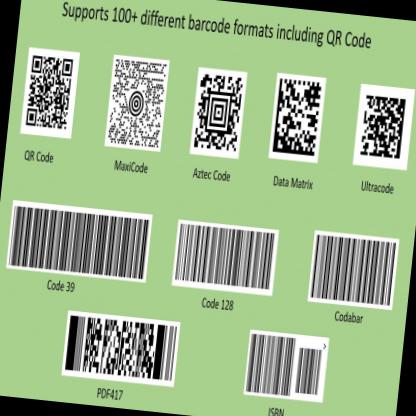 Supports 100+ different barcode formats including QR Code
QR Code
MaxiCode
Aztec Code
Data Matrix
Ultracode
Code 39
Code 128
Codabar
PDF417
ISBN